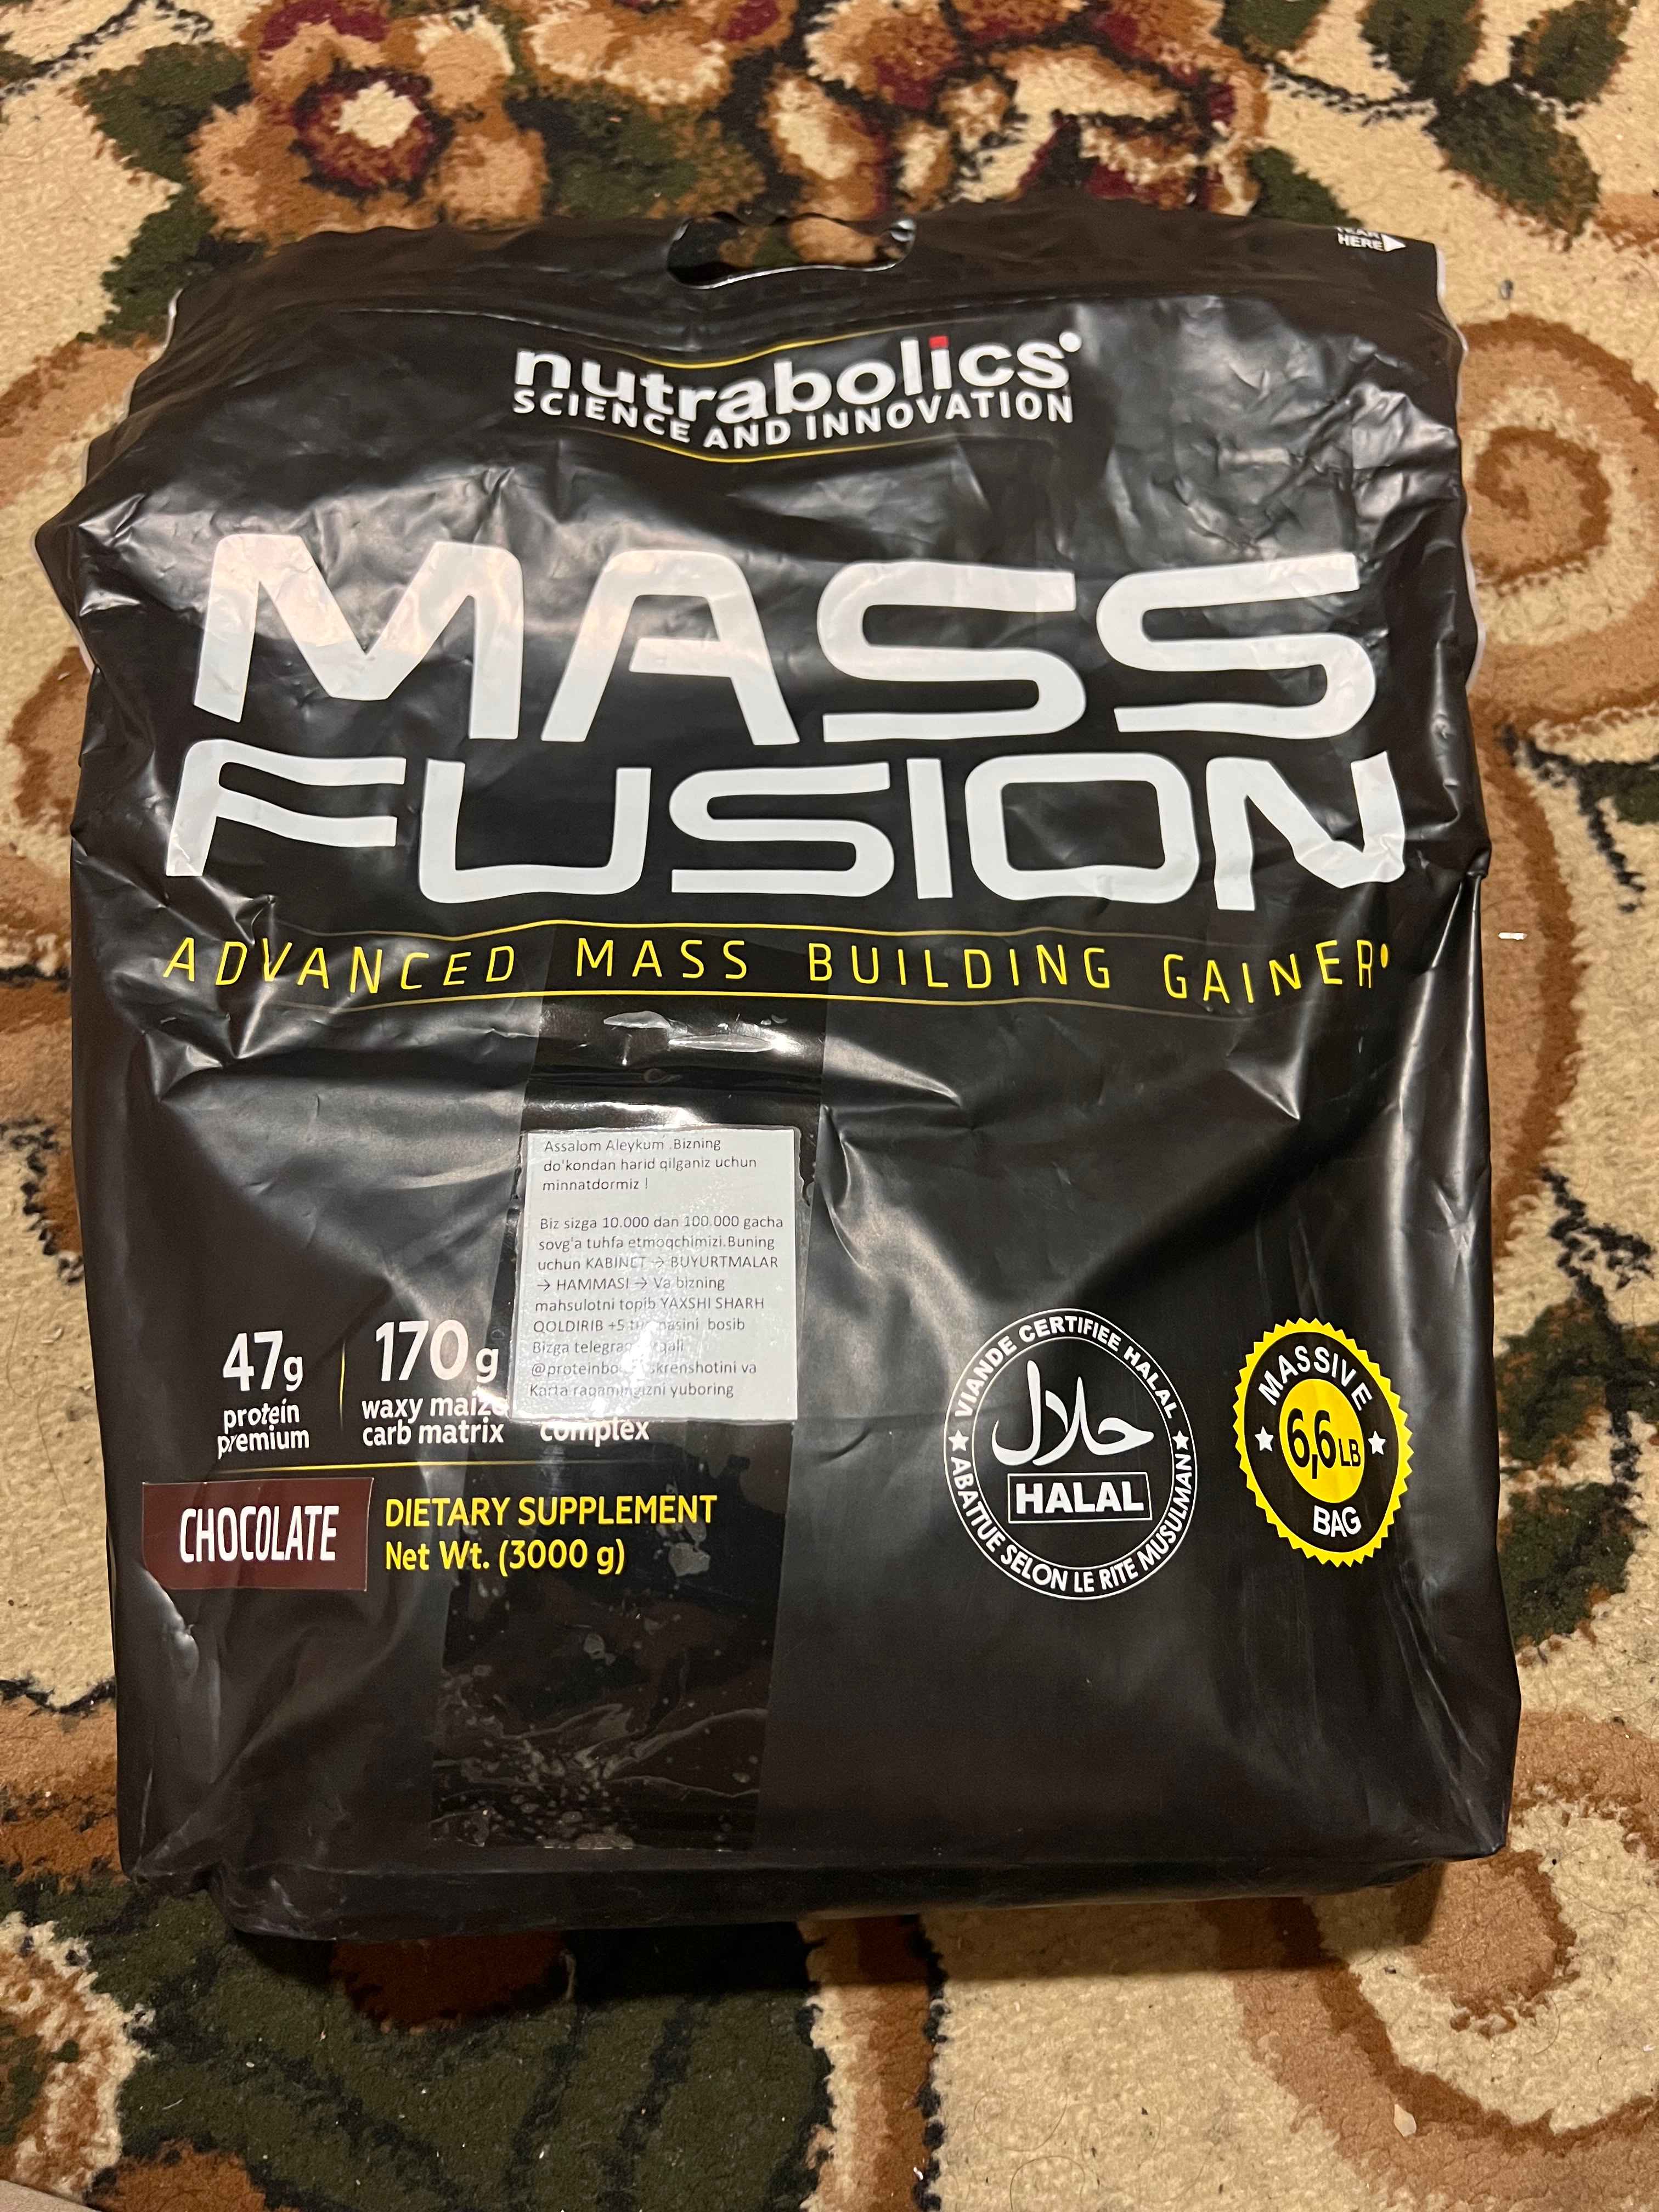 TEAR
HERE
nutrabolics
SCIENCE AND INNOVATION
MASS
FUSION
ADVANCED MASS BUILDING GAINER
Assalom Aleykum .Bizning
do'kondan harid qilganiz uchun
minnatdormiz !
Biz sizga 10.000 dan 100.000 gacha
sovg'a tuhfa etmoqchimizi.Buning
uchun KABINET → BUYURTMALAR
→ HAMMASI → Va bizning
mahsulotni topib YAXSHI SHARH
QOLDIRIB +5 bosib
Bizga
skrenshotini va
Karta raqamingizni yuboring
47g
protein
premium
170g
waxy maize
carb matrix
complex
CHOCOLATE
DIETARY SUPPLEMENT
Net Wt. (3000 g)
VIANDE CERTIFIEE HALAL
حلال
HALAL
ABATTUE SELON LE RITE MUSULMAN
MASSIVE
6,6LB
BAG